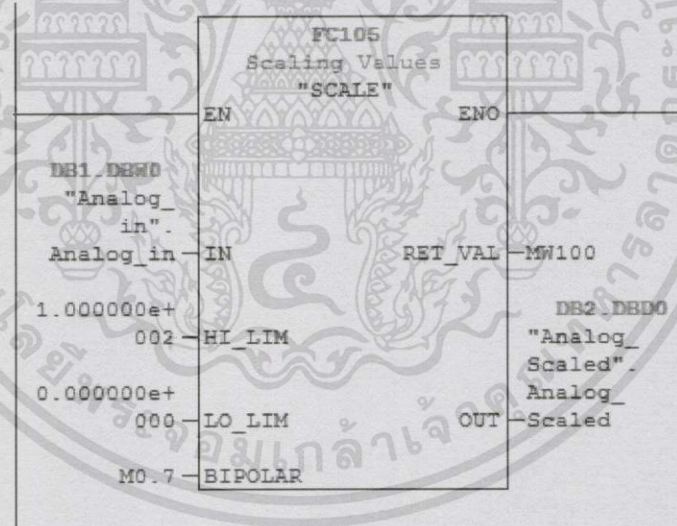 FC105
Scaling Values
"SCALE"
EN
ENO
DB1.DBW0
"Analog_
in".
Analog_in
IN
RET_VAL
MW100
1.000000e+
002
HI_LIM
DB2.DBD0
"Analog_
Scaled".
Analog_
Scaled
0.000000e+
000
LO_LIM
OUT
M0.7
BIPOLAR